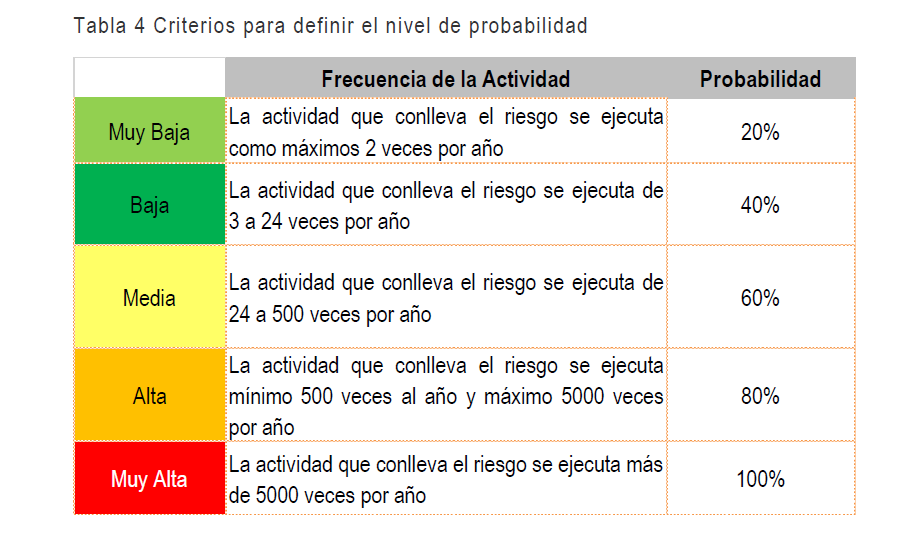 Tabla 4 Criterios para definir el nivel de probabilidad
Frecuencia de la Actividad Probabilidad
Muy Baja
La actividad que conlleva el riesgo se ejecuta
como máximos 2 veces por año
20%
Baja
La actividad que conlleva el riesgo se ejecuta de
3 a 24 veces por año
40%
Media
La actividad que conlleva el riesgo se ejecuta de
24 a 500 veces por año
60%
Alta
La actividad que conlleva el riesgo se ejecuta
mínimo 500 veces al año y máximo 5000 veces
por año
80%
Muy Alta
La actividad que conlleva el riesgo se ejecuta más
de 5000 veces por año
100%